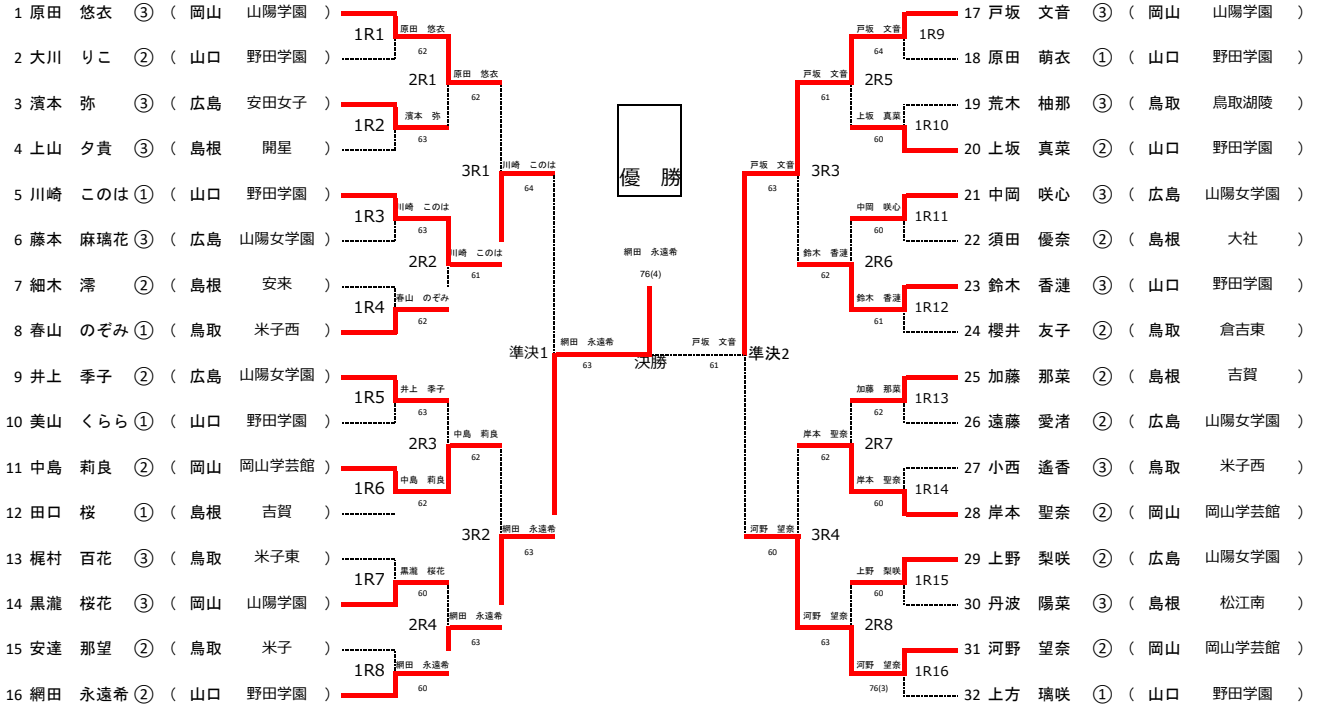 1 原田 悠衣 ③ ( 岡山 山陽学園 )
1R1
原田 悠衣
62
2 大川 りこ ② ( 山口 野田学園 )
2R1
原田 悠衣
62
3 濱本 弥 ③ ( 広島 安田女子 )
1R2
濱本 弥
63
4 上山 夕貴 ③ ( 島根 開星 )
3R1
川崎 このは
64
5 川崎 このは ① ( 山口 野田学園 )
1R3
川崎 このは
63
6 藤本 麻璃花 ③ ( 広島 山陽女学園 )
2R2
川崎 このは
61
7 細木 澪 ② ( 島根 安来 )
1R4
春山 のぞみ
62
8 春山 のぞみ ① ( 鳥取 米子西 )
準決1
網田 永遠希
63
9 井上 季子 ② ( 広島 山陽女学園 )
1R5
井上 季子
63
10 美山 くらら ① ( 山口 野田学園 )
2R3
中島 莉良
62
11 中島 莉良 ② ( 岡山 岡山学芸館 )
1R6
中島 莉良
62
12 田口 桜 ① ( 島根 吉賀 )
3R2
網田 永遠希
63
13 梶村 百花 ③ ( 鳥取 米子東 )
1R7
黒瀧 桜花
60
14 黒瀧 桜花 ③ ( 岡山 山陽学園 )
2R4
網田 永遠希
63
15 安達 那望 ② ( 鳥取 米子 )
1R8
網田 永遠希
60
16 網田 永遠希 ② ( 山口 野田学園 )
優 勝
網田 永遠希
76(4)
決勝
17 戸坂 文音 ③ ( 岡山 山陽学園 )
戸坂 文音
64
1R9
18 原田 萌衣 ① ( 山口 野田学園 )
戸坂 文音
61
2R5
19 荒木 柚那 ③ ( 鳥取 鳥取湖陵 )
上坂 真菜
60
1R10
20 上坂 真菜 ② ( 山口 野田学園 )
戸坂 文音
63
3R3
21 中岡 咲心 ③ ( 広島 山陽女学園 )
中岡 咲心
60
1R11
22 須田 優奈 ② ( 島根 大社 )
鈴木 香漣
62
2R6
23 鈴木 香漣 ③ ( 山口 野田学園 )
鈴木 香漣
61
1R12
24 櫻井 友子 ② ( 鳥取 倉吉東 )
戸坂 文音
61
準決2
25 加藤 那菜 ② ( 島根 吉賀 )
加藤 那菜
62
1R13
26 遠藤 愛渚 ② ( 広島 山陽女学園 )
岸本 聖奈
62
2R7
27 小西 遙香 ③ ( 鳥取 米子西 )
岸本 聖奈
60
1R14
28 岸本 聖奈 ② ( 岡山 岡山学芸館 )
河野 望奈
60
3R4
29 上野 梨咲 ② ( 広島 山陽女学園 )
上野 梨咲
60
1R15
30 丹波 陽菜 ③ ( 島根 松江南 )
河野 望奈
63
2R8
31 河野 望奈 ② ( 岡山 岡山学芸館 )
河野 望奈
76(3)
1R16
32 上方 璃咲 ① ( 山口 野田学園 )